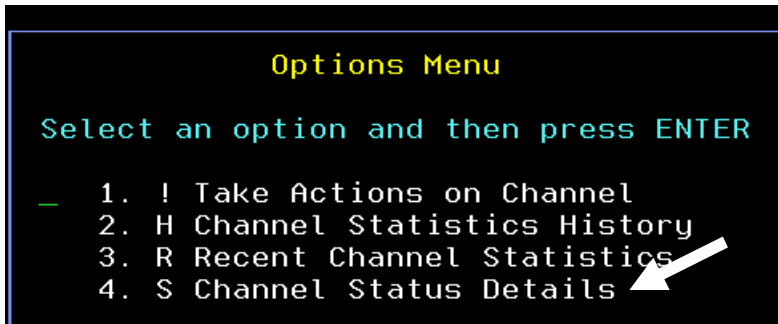 Options Menu
Select an option and then press ENTER
_ 1. ! Take Actions on Channel
2. H Channel Statistics History
3. R Recent Channel Statistics
4. S Channel Status Details